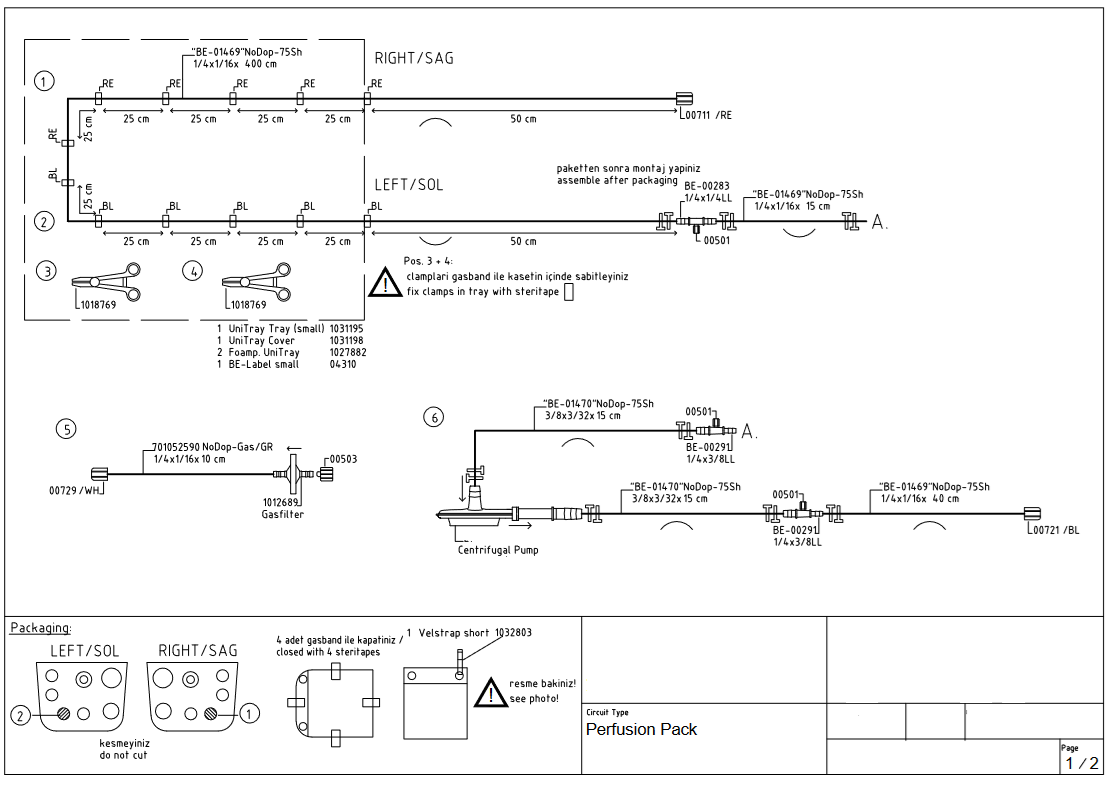 "BE-01469"NoDop-75Sh
1/4x1/16x 400 cm
RIGHT/SAG
1
RE
RE
RE
RE
RE
25 cm
25 cm
25 cm
25 cm
50 cm
00711 /RE
25 cm
RE
BL
25 cm
LEFT/SOL
paketten sonra montaj yapiniz
assemble after packaging
BE-00283
1/4x1/4LL
"BE-01469"NoDop-75Sh
1/4x1/16x 15 cm
2
BL
BL
BL
BL
BL
A.
00501
25 cm
25 cm
25 cm
25 cm
50 cm
3
4
1018769
1018769
Pos. 3 + 4:
clamplari gasband ile kasetin içinde sabitleyiniz
fix clamps in tray with steritape
1 UniTray Tray (small) 1031195
1 UniTray Cover 1031198
2 Foamp. UniTray 1027882
1 BE-Label small 04310
5
701052590 NoDop-Gas/GR
1/4x1/16x10 cm
00503
00729 /WH
1012689
Gasfilter
6
"BE-01470"NoDop-75Sh
3/8x3/32x 15 cm
00501
A.
BE-00291
1/4x3/8LL
"BE-01470"NoDop-75Sh
3/8x3/32x 15 cm
00501
"BE-01469"NoDop-75Sh
1/4x1/16x 40 cm
BE-00291
1/4x3/8LL
00721 /BL
Centrifugal Pump
Packaging:
LEFT/SOL
RIGHT/SAG
2
1
kesmeyiniz
do not cut
4 adet gasband ile kapatiniz /
closed with 4 steritapes
1 Velstrap short 1032803
resme bakiniz!
see photo!
Circuit Type
Perfusion Pack
Page
1 / 2